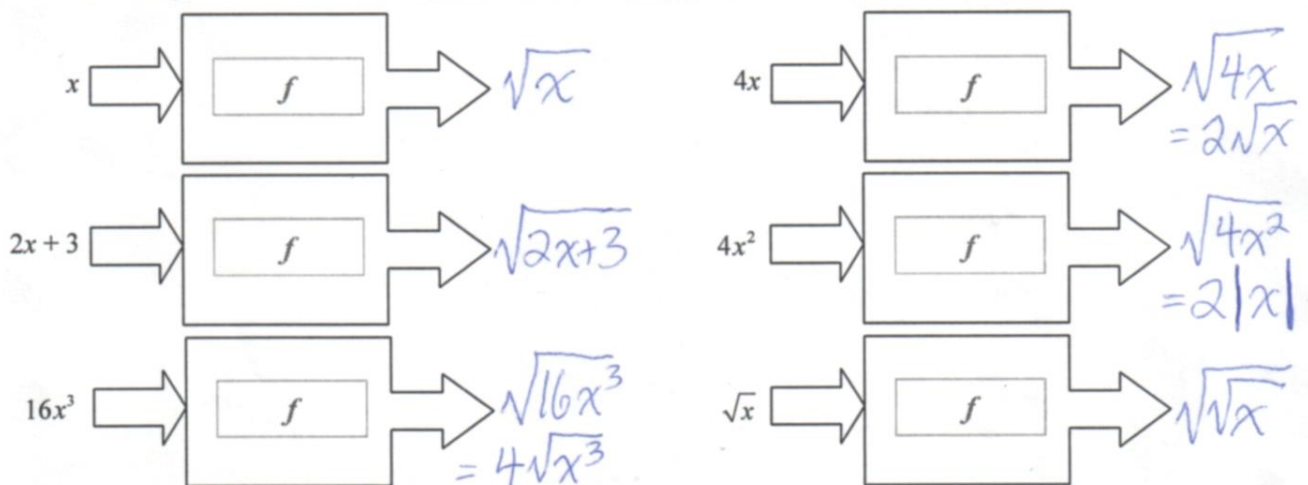 x f √x
4x f √4x
= 2√x
2x + 3 f √2x+3
4x² f √4x²
= 2|x|
16x³ f √16x³
= 4√x³
√x f √√x